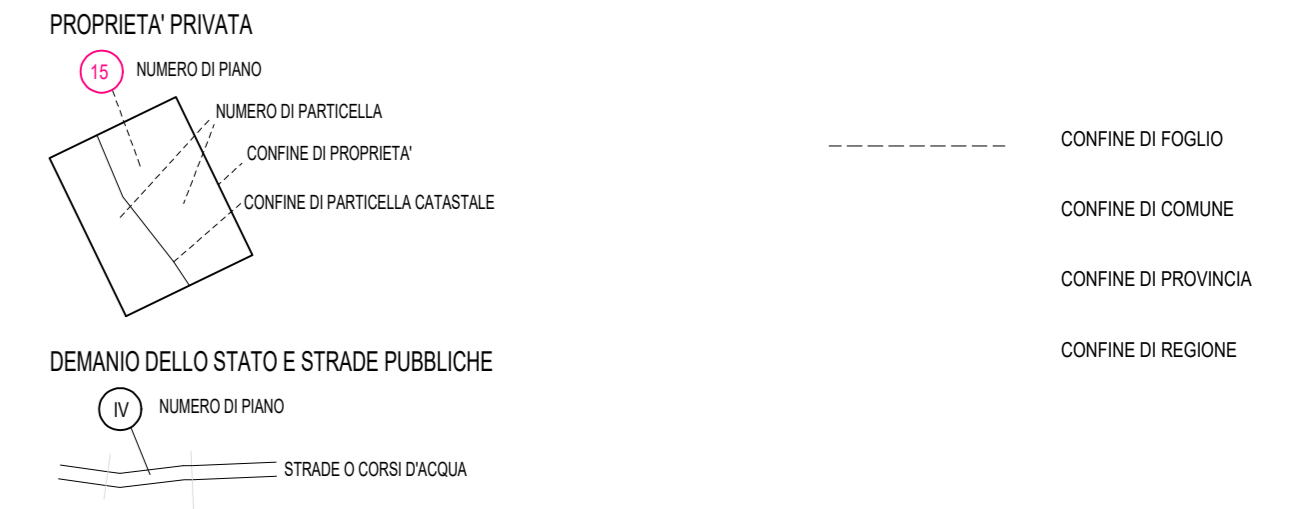 PROPRIETA' PRIVATA
15 NUMERO DI PIANO
NUMERO DI PARTICELLA
CONFINE DI PROPRIETA'
CONFINE DI PARTICELLA CATASTALE
DEMANIO DELLO STATO E STRADE PUBBLICHE
IV NUMERO DI PIANO
STRADE O CORSI D'ACQUA
CONFINE DI FOGLIO
CONFINE DI COMUNE
CONFINE DI PROVINCIA
CONFINE DI REGIONE